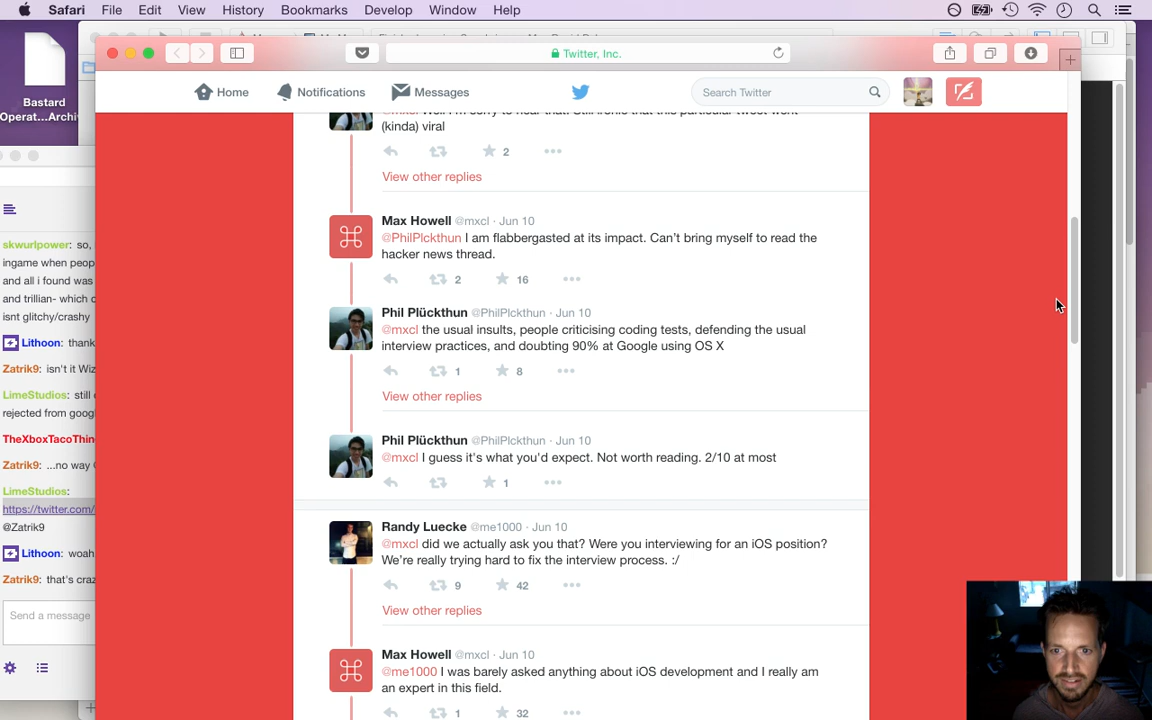 Safari File Edit View History Bookmarks Develop Window Help
Twitter, Inc.
Bastard
Operat...Archi
Home Notifications Messages
Search Twitter
(kinda) viral
2
View other replies
Max Howell @mxcl · Jun 10
@PhilPlckthun I am flabbergasted at its impact. Can't bring myself to read the
hacker news thread.
2 16
Phil Plückthun @PhilPlckthun · Jun 10
@mxcl the usual insults, people criticising coding tests, defending the usual
interview practices, and doubting 90% at Google using OS X
1 8
View other replies
Phil Plückthun @PhilPlckthun · Jun 10
@mxcl I guess it's what you'd expect. Not worth reading. 2/10 at most
1
Randy Luecke @me1000 · Jun 10
@mxcl did we actually ask you that? Were you interviewing for an iOS position?
We're really trying hard to fix the interview process. :/
9 42
View other replies
Max Howell @mxcl · Jun 10
@me1000 I was barely asked anything about iOS development and I really am
an expert in this field.
1 32
skwurlpower: so,
ingame when peop
and all i found was
and trillian- which c
isnt glitchy/crashy
Lithoon: thank
Zatrik9: isn't it Wiz
LimeStudios: still
rejected from goog
TheXboxTacoThin
Zatrik9: ...no way
LimeStudios:
https://twitter.com/
@Zatrik9
Lithoon: woah
Zatrik9: that's craz
Send a message